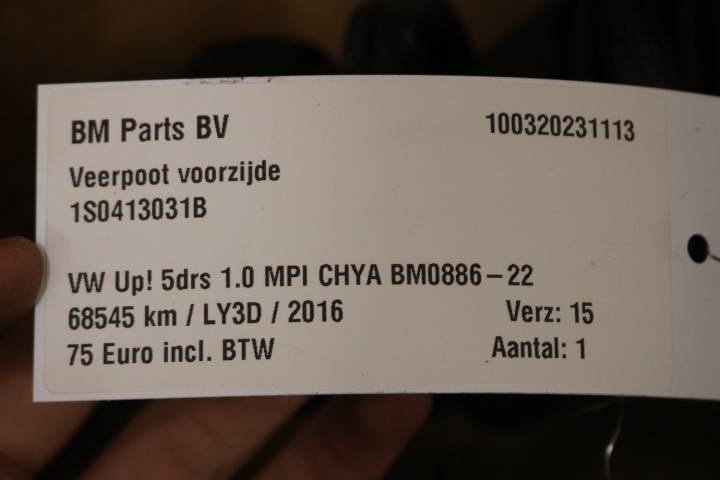 BM Parts BV 100320231113
Veerpoot voorzijde
1S0413031B
VW Up! 5drs 1.0 MPI CHYA BM0886-22
68545 km / LY3D / 2016 Verz: 15
75 Euro incl. BTW Aantal: 1